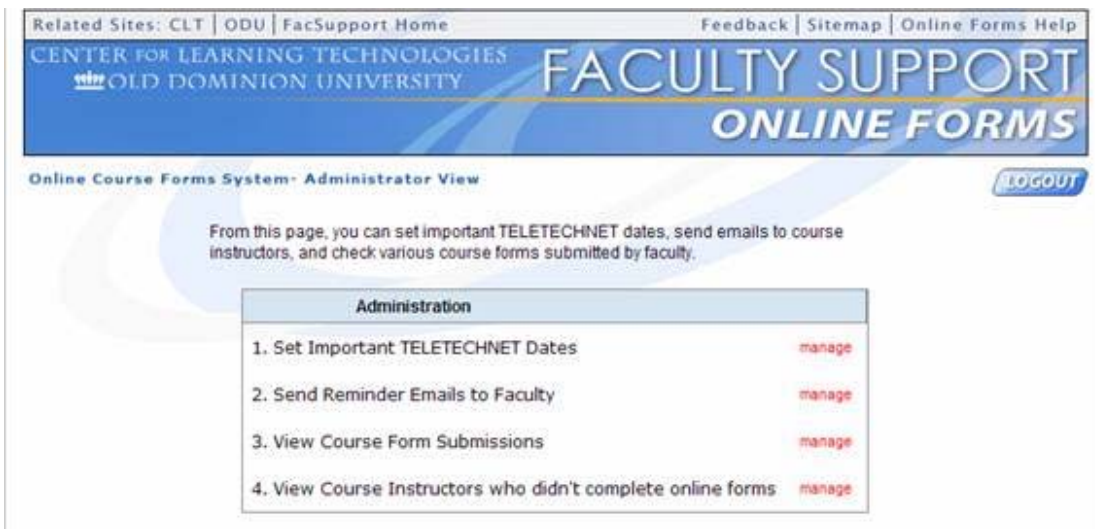 Related Sites: CLT | ODU | FacSupport Home Feedback | Sitemap | Online Forms Help
CENTER FOR LEARNING TECHNOLOGIES
OLD DOMINION UNIVERSITY
FACULTY SUPPORT
ONLINE FORMS
Online Course Forms System- Administrator View
LOGOUT
From this page, you can set important TELETECHNET dates, send emails to course
instructors, and check various course forms submitted by faculty.
Administration
1. Set Important TELETECHNET Dates manage
2. Send Reminder Emails to Faculty manage
3. View Course Form Submissions manage
4. View Course Instructors who didn't complete online forms manage